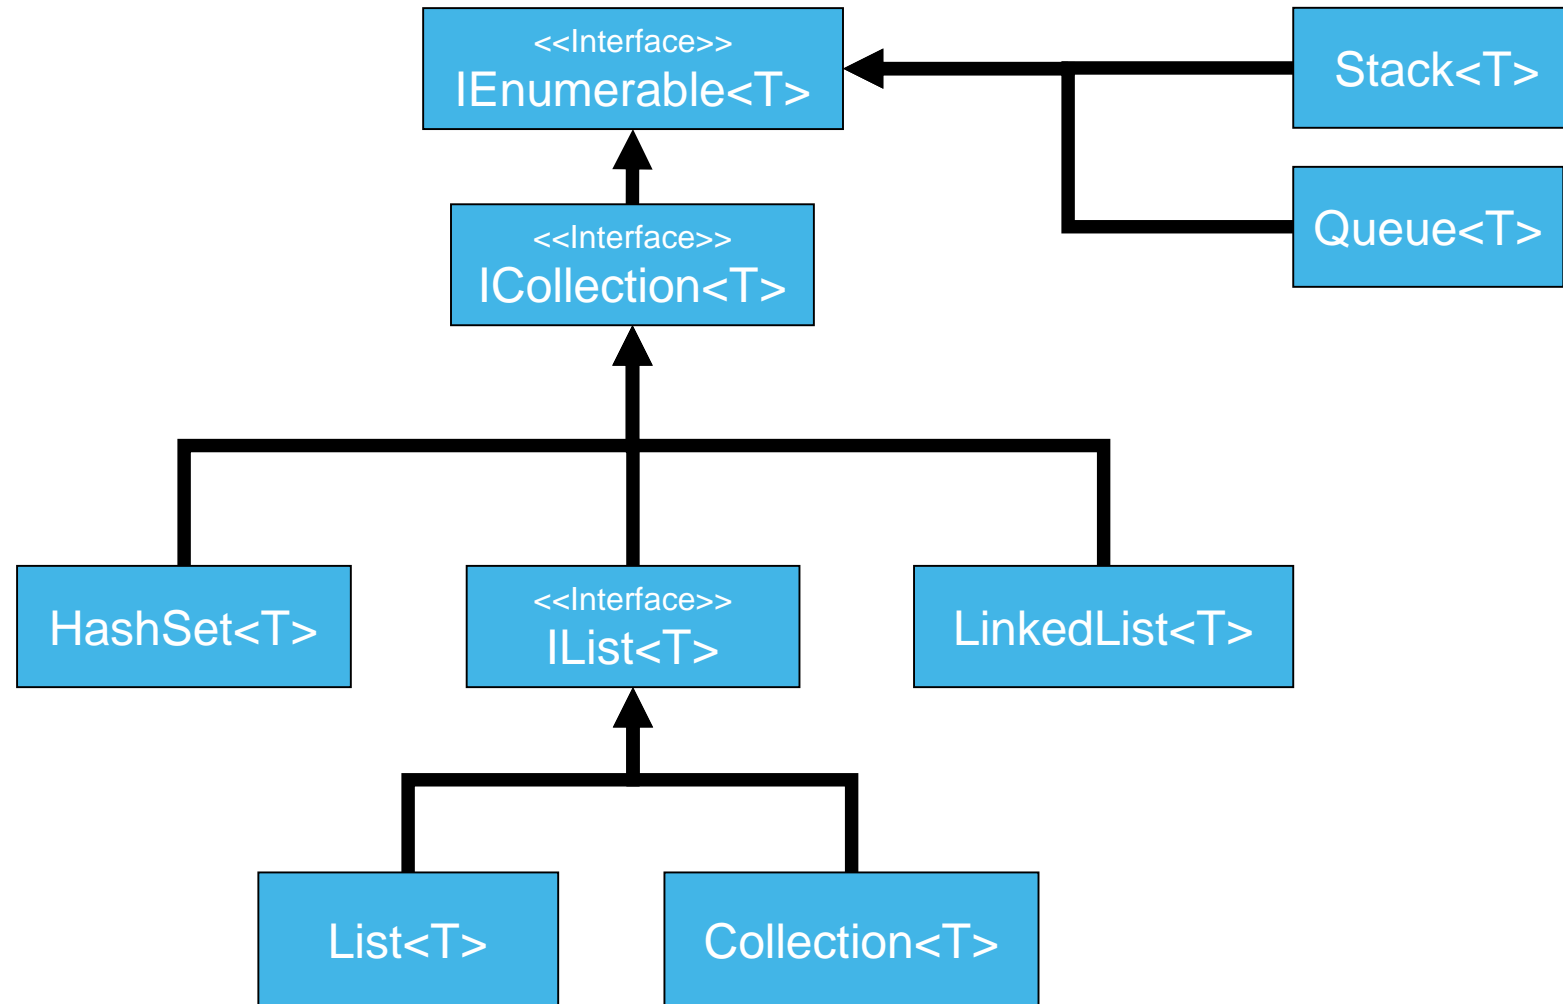 <<Interface>>
IEnumerable<T>
Stack<T>
Queue<T>
<<Interface>>
ICollection<T>
HashSet<T>
<<Interface>>
IList<T>
LinkedList<T>
List<T>
Collection<T>